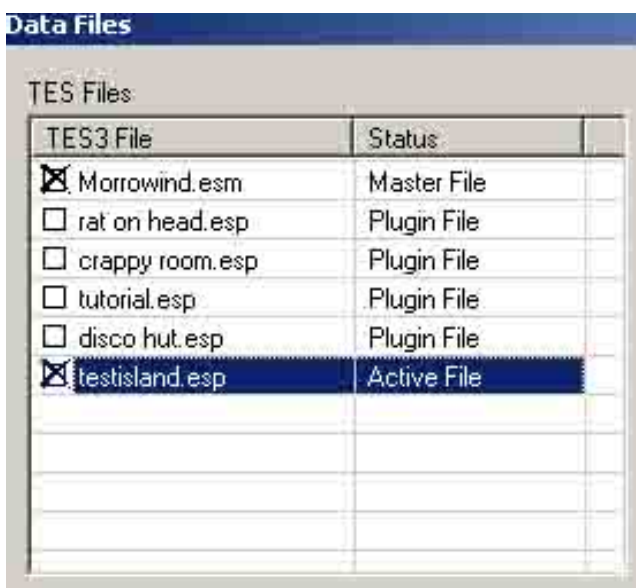 Data Files
TES Files
TES3 File Status
Morrowind.esm Master File
rat on head.esp Plugin File
crappy room.esp Plugin File
tutorial.esp Plugin File
disco hut.esp Plugin File
testisland.esp Active File